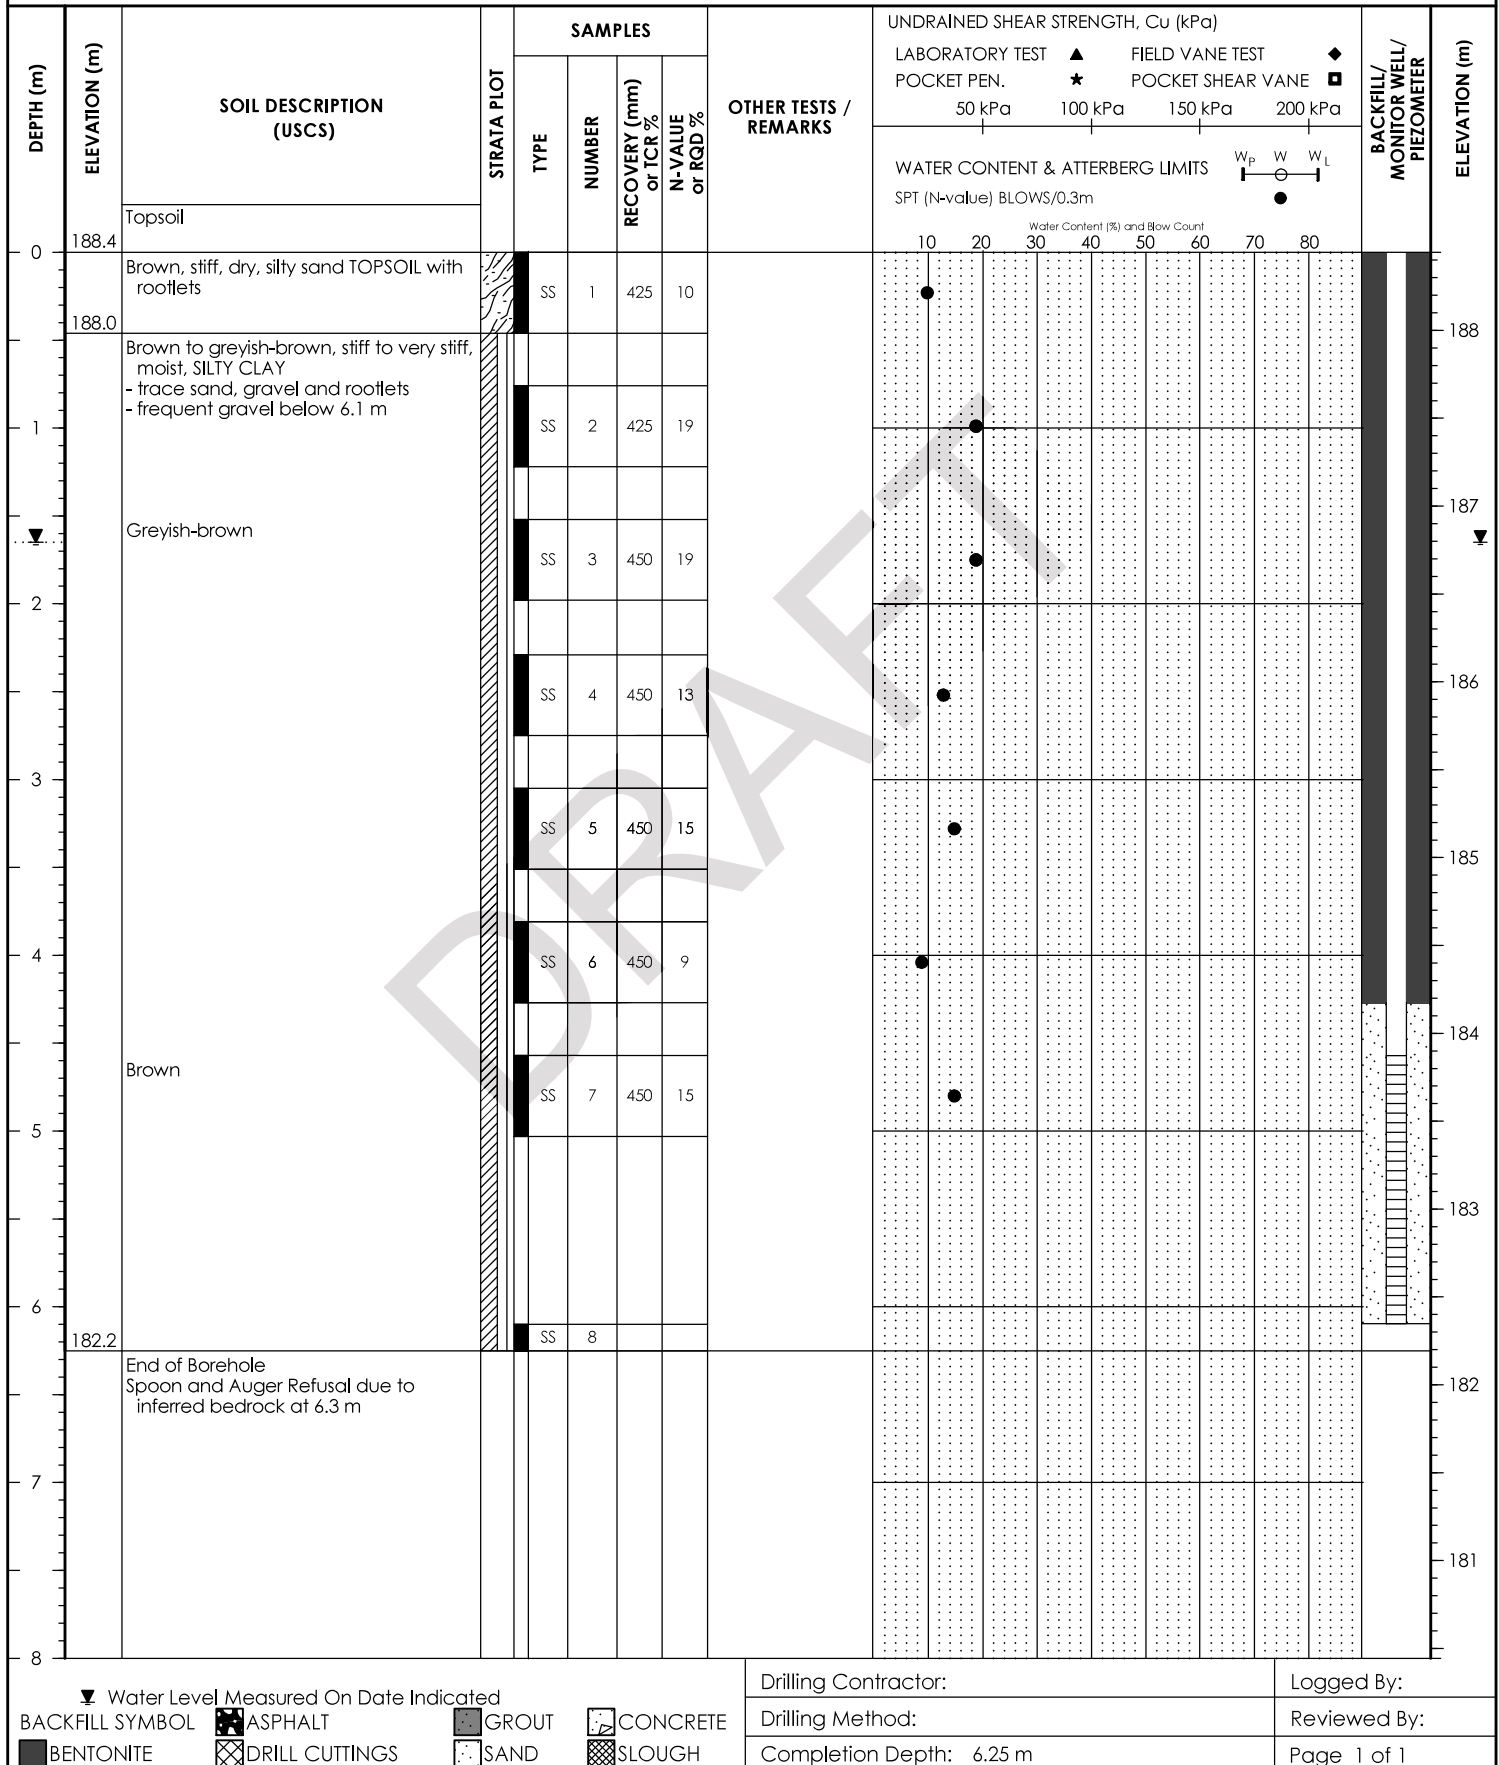 DEPTH (m)
ELEVATION (m)
SOIL DESCRIPTION
(USCS)
STRATA PLOT
SAMPLES
TYPE
NUMBER
RECOVERY (mm)
or TCR %
N-VALUE
or RQD %
OTHER TESTS /
REMARKS
UNDRAINED SHEAR STRENGTH, Cu (kPa)
LABORATORY TEST
FIELD VANE TEST
POCKET PEN.
POCKET SHEAR VANE
50 kPa 100 kPa 150 kPa 200 kPa
WATER CONTENT & ATTERBERG LIMITS
WP W WL
SPT (N-value) BLOWS/0.3m
Water Content (%) and Blow Count
10 20 30 40 50 60 70 80
BACKFILL/
MONITOR WELL/
PIEZOMETER
ELEVATION (m)
Topsoil
0
188.4
Brown, stiff, dry, silty sand TOPSOIL with
rootlets
SS 1 425 10
188.0
188
Brown to greyish-brown, stiff to very stiff,
moist, SILTY CLAY
- trace sand, gravel and rootlets
- frequent gravel below 6.1 m
1
SS 2 425 19
187
Greyish-brown
SS 3 450 19
2
SS 4 450 13
186
3
SS 5 450 15
185
4
SS 6 450 9
184
Brown
SS 7 450 15
5
183
6
182.2
SS 8
End of Borehole
Spoon and Auger Refusal due to
inferred bedrock at 6.3 m
182
7
181
8
DRAFT
Water Level Measured On Date Indicated
BACKFILL SYMBOL ASPHALT GROUT CONCRETE
BENTONITE DRILL CUTTINGS SAND SLOUGH
Drilling Contractor:
Logged By:
Drilling Method:
Reviewed By:
Completion Depth: 6.25 m
Page 1 of 1